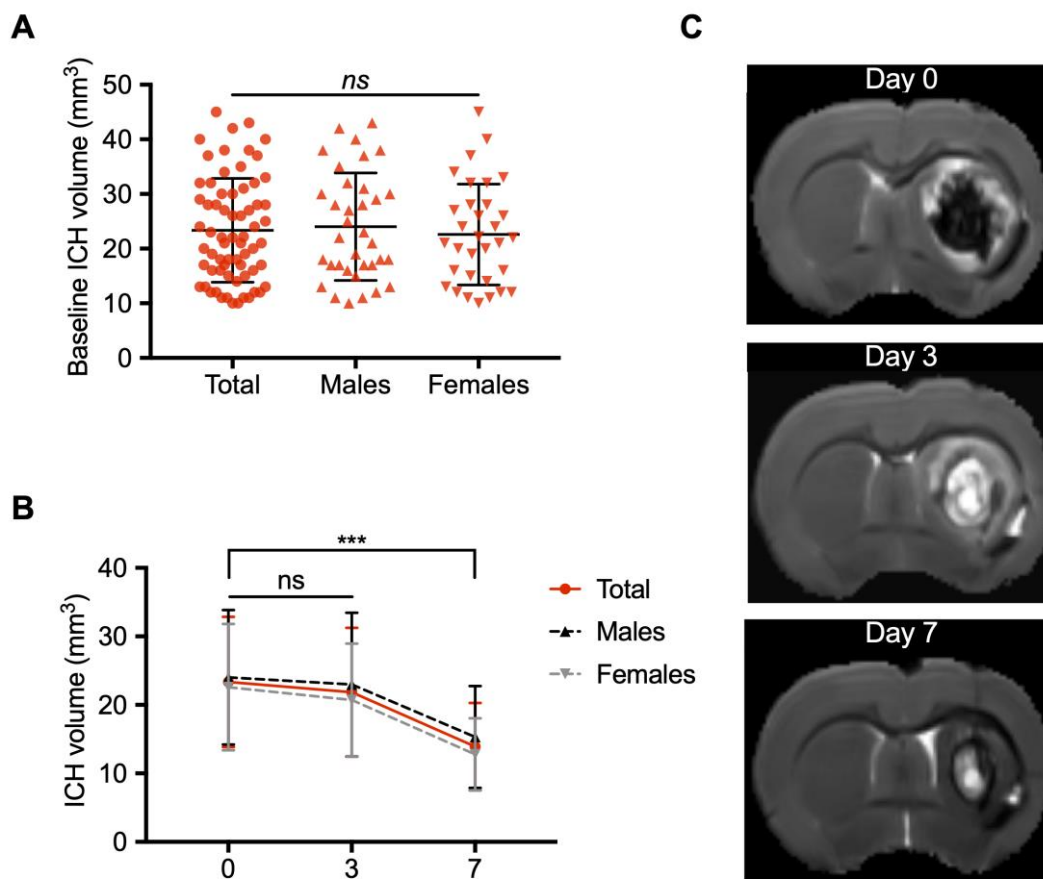 A
Baseline ICH volume (mm³)
50
40
30
20
10
0
ns
Total Males Females
B
ICH volume (mm³)
40
30
20
10
0
***
ns
0 3 7
Total
Males
Females
C
Day 0
Day 3
Day 7